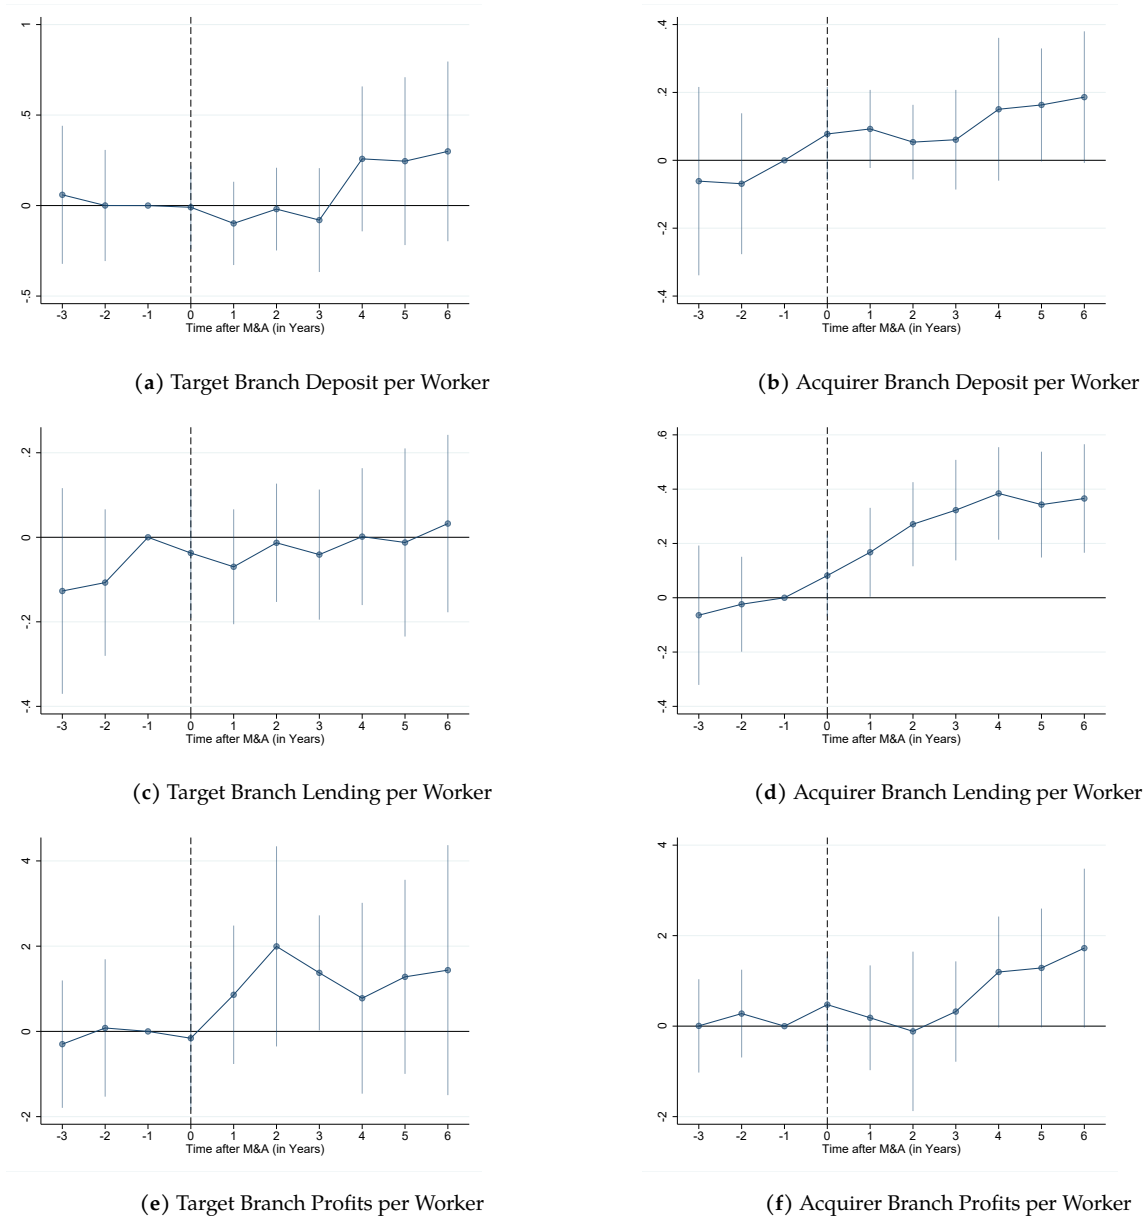 1
.5
0
-.5
-3 -2 -1 0 1 2 3 4 5 6
Time after M&A (in Years)
(a) Target Branch Deposit per Worker
.4
.2
0
-.2
-.4
-3 -2 -1 0 1 2 3 4 5 6
Time after M&A (in Years)
(b) Acquirer Branch Deposit per Worker
.2
0
-.2
-.4
-3 -2 -1 0 1 2 3 4 5 6
Time after M&A (in Years)
(c) Target Branch Lending per Worker
.6
.4
.2
0
-.2
-.4
-3 -2 -1 0 1 2 3 4 5 6
Time after M&A (in Years)
(d) Acquirer Branch Lending per Worker
4
2
0
-2
-3 -2 -1 0 1 2 3 4 5 6
Time after M&A (in Years)
(e) Target Branch Profits per Worker
4
2
0
-2
-3 -2 -1 0 1 2 3 4 5 6
Time after M&A (in Years)
(f) Acquirer Branch Profits per Worker